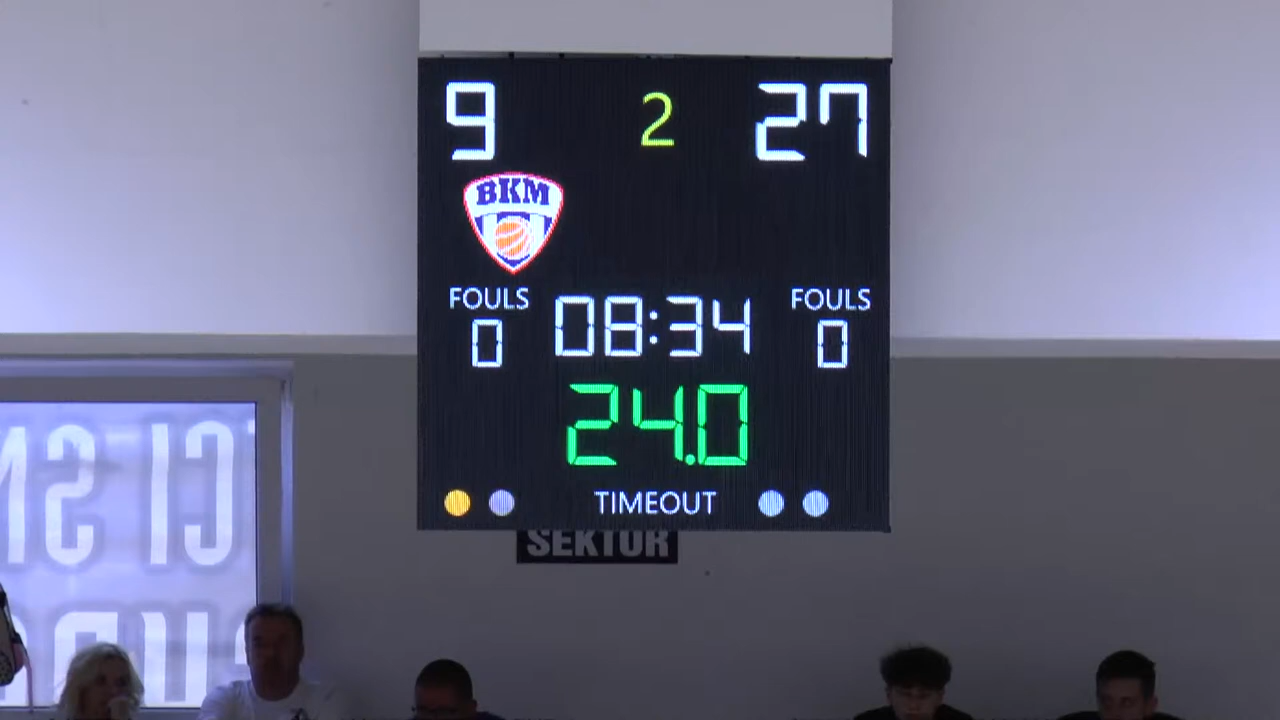 9 2 27
BKM
FOULS FOULS
0 08:34 0
24.0
TIMEOUT
SEKTOR